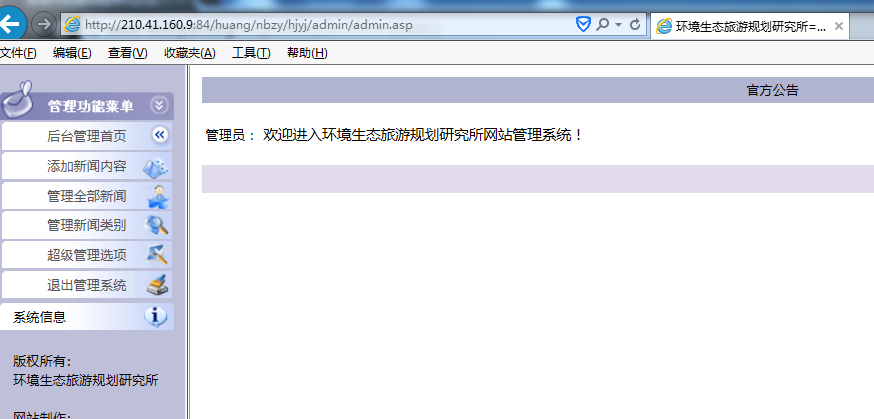 http://210.41.160.9:84/huang/nbzy/hjyj/admin/admin.asp
环境生态旅游规划研究所=...
文件(F) 编辑(E) 查看(V) 收藏夹(A) 工具(T) 帮助(H)
管理功能菜单
后台管理首页
添加新闻内容
管理全部新闻
管理新闻类别
超级管理选项
退出管理系统
系统信息
版权所有：
环境生态旅游规划研究所
网站制作：
官方公告
管理员： 欢迎进入环境生态旅游规划研究所网站管理系统！